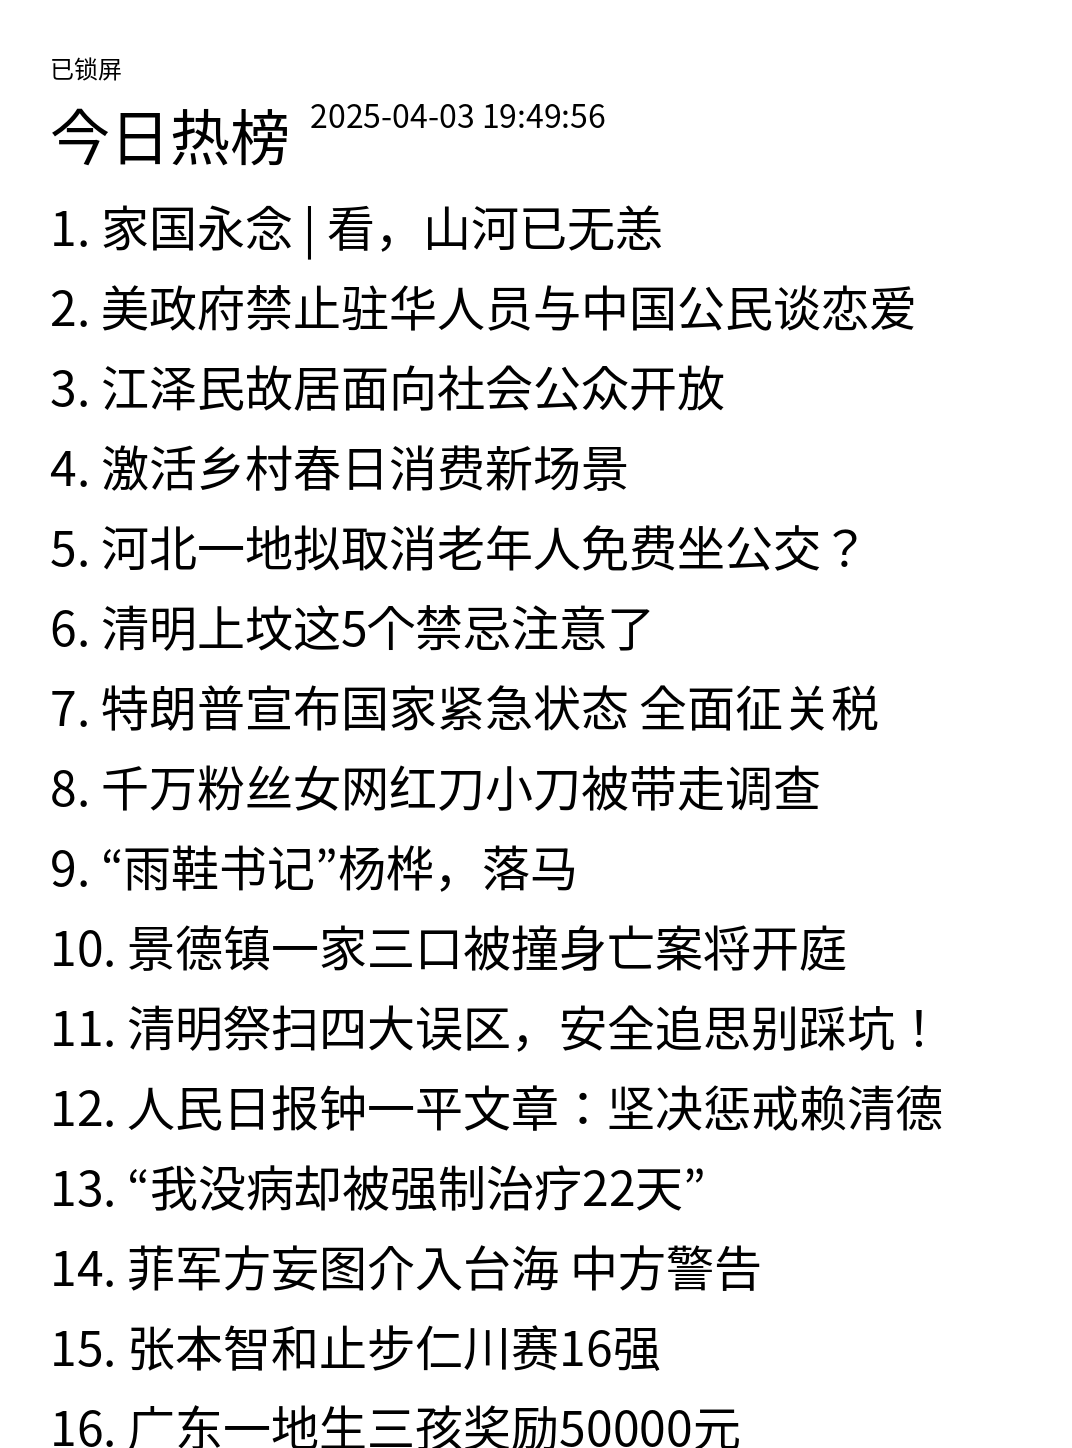 已锁屏
今日热榜 2025-04-03 19:49:56
1. 家国永念 | 看，山河已无恙
2. 美政府禁止驻华人员与中国公民谈恋爱
3. 江泽民故居面向社会公众开放
4. 激活乡村春日消费新场景
5. 河北一地拟取消老年人免费坐公交？
6. 清明上坟这5个禁忌注意了
7. 特朗普宣布国家紧急状态 全面征关税
8. 千万粉丝女网红刀小刀被带走调查
9. “雨鞋书记”杨桦，落马
10. 景德镇一家三口被撞身亡案将开庭
11. 清明祭扫四大误区，安全追思别踩坑！
12. 人民日报钟一平文章：坚决惩戒赖清德
13. “我没病却被强制治疗22天”
14. 菲军方妄图介入台海 中方警告
15. 张本智和止步仁川赛16强
16. 广东一地生三孩奖励50000元